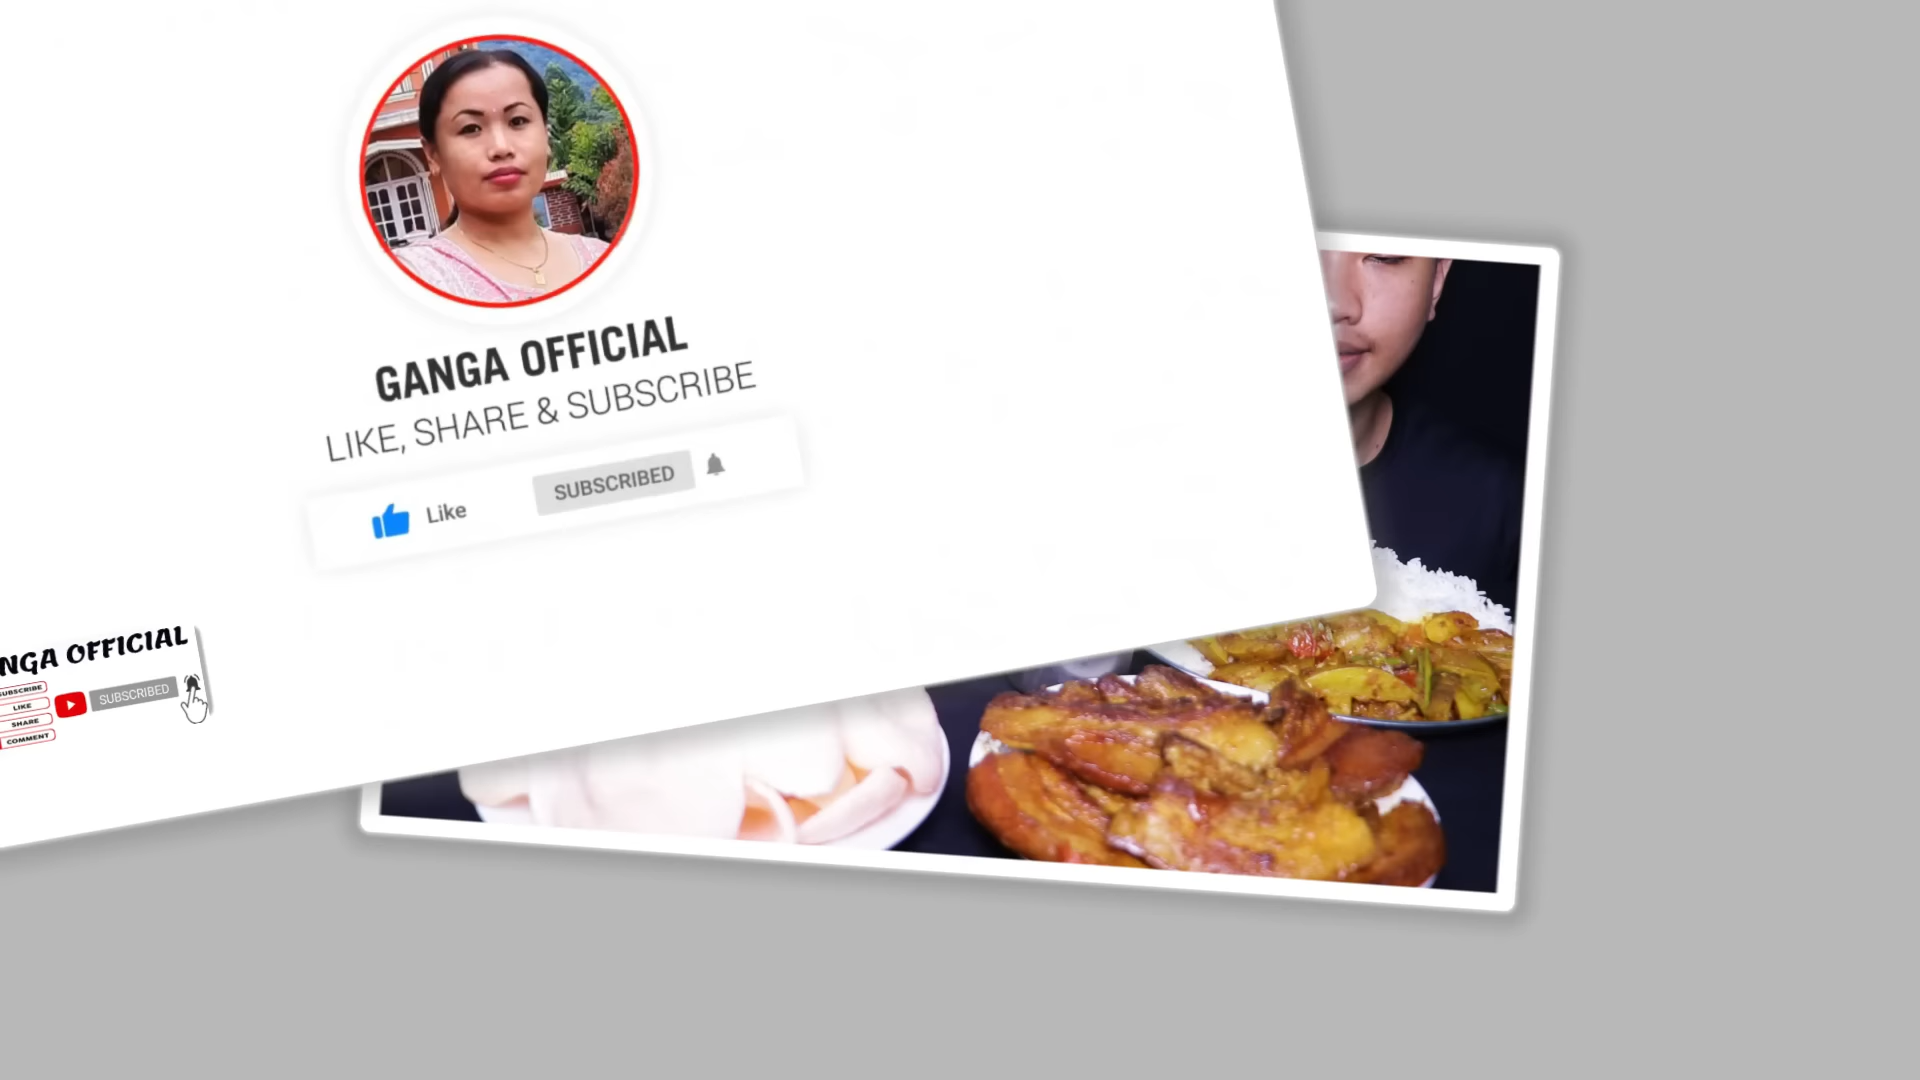 GANGA OFFICIAL
LIKE, SHARE & SUBSCRIBE
Like
SUBSCRIBED
NGA OFFICIAL
SUBSCRIBE
LIKE
SHARE
COMMENT
SUBSCRIBED